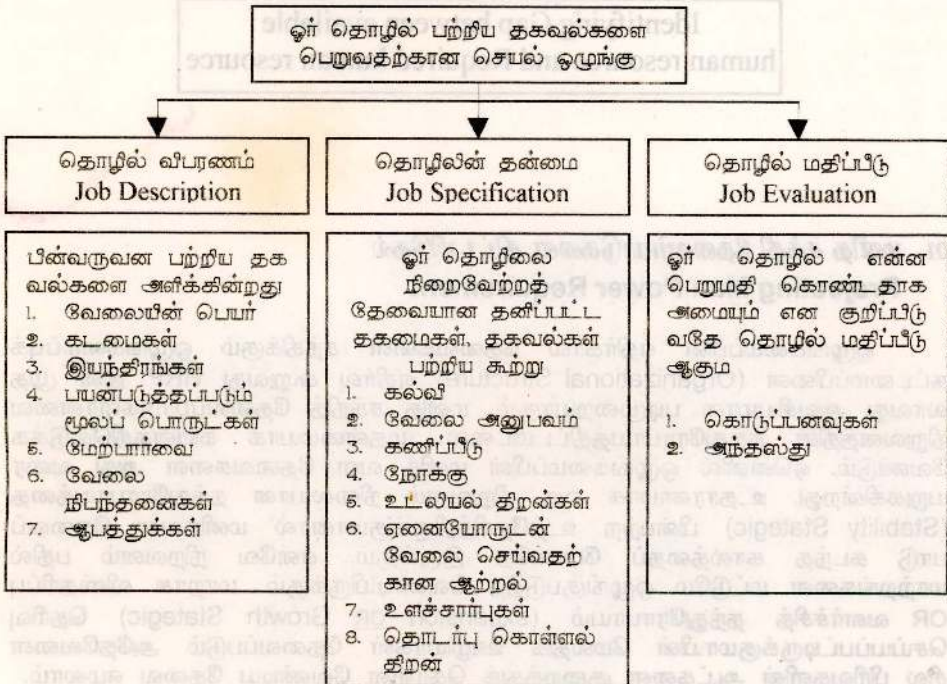 ஓர் தொழில் பற்றிய தகவல்களை
பெறுவதற்கான செயல் ஒழுங்கு
தொழில் விபரணம்
Job Description
பின்வருவன பற்றிய தக
வல்களை அளிக்கின்றது
1. வேலையின் பெயர்
2. கடமைகள்
3. இயந்திரங்கள்
4. பயன்படுத்தப்படும்
மூலப் பொருட்கள்
5. மேற்பார்வை
6. வேலை
நிபந்தனைகள்
7. ஆபத்துக்கள்
தொழிலின் தன்மை
Job Specification
ஓர் தொழிலை
நிறைவேற்றத்
தேவையான தனிப்பட்ட
தகமைகள், தகவல்கள்
பற்றிய கூற்று
1. கல்வி
2. வேலை அனுபவம்
3. கணிப்பீடு
4. நோக்கு
5. உடலியல் திறன்கள்
6. ஏனையோருடன்
வேலை செய்வதற்
கான ஆற்றல்
7. உளச்சார்புகள்
8. தொடர்பு கொள்ளல்
திறன்
தொழில் மதிப்பீடு
Job Evaluation
ஓர் தொழில் என்ன
பெறுமதி கொண்டதாக
அமையும் என குறிப்பிடு
வதே தொழில் மதிப்பீடு
ஆகும்
1. கொடுப்பனவுகள்
2. அந்தஸ்து